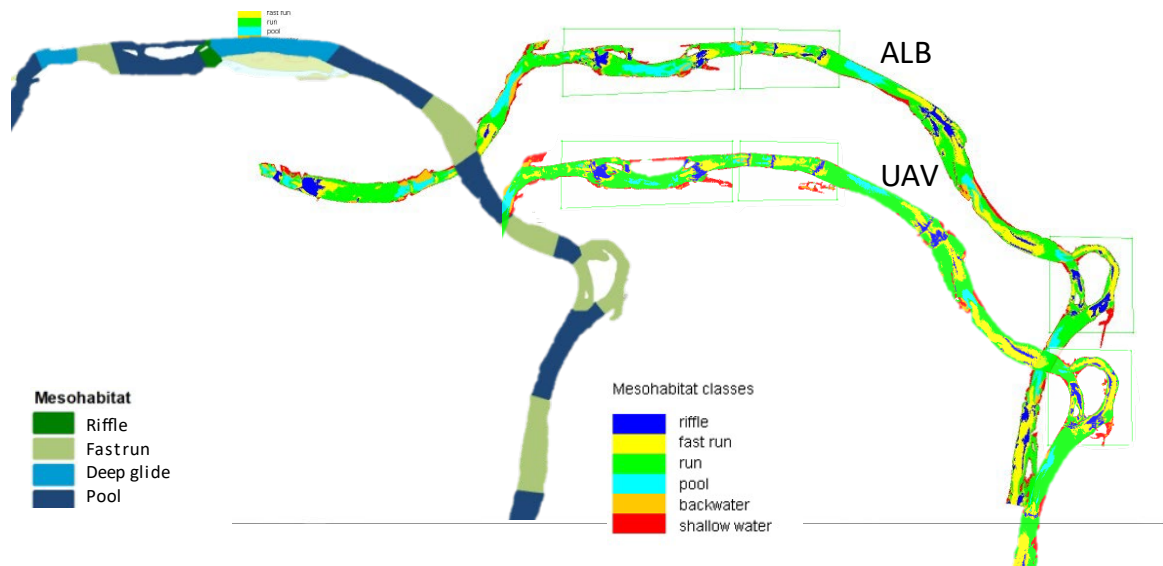 fast run
run
pool
ALB
UAV
Mesohabitat
Riffle
Fastrun
Deep glide
Pool
Mesohabitat classes
riffle
fast run
run
pool
backwater
shallow water